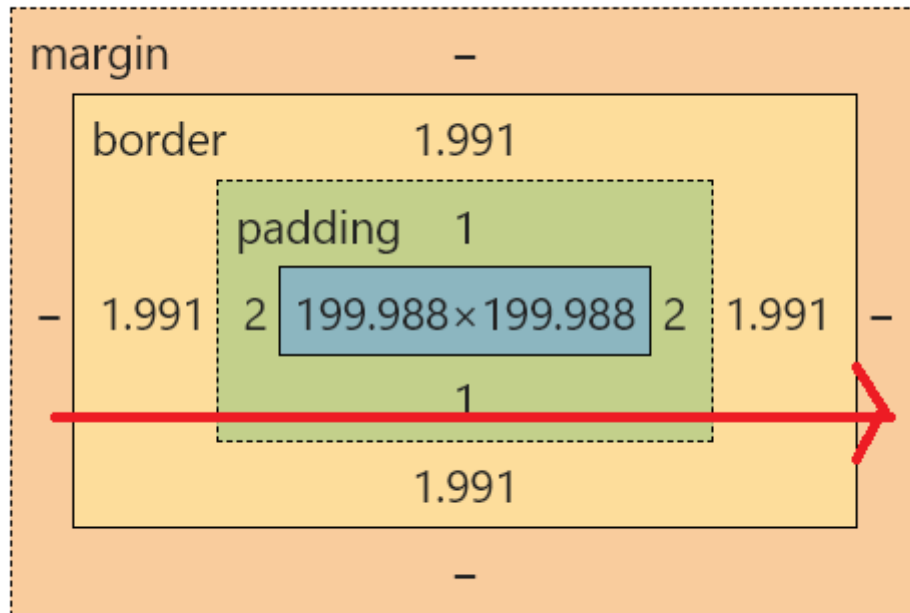 margin –
border 1.991
padding 1
– 1.991 2 199.988×199.988 2 1.991 –
1
1.991
–